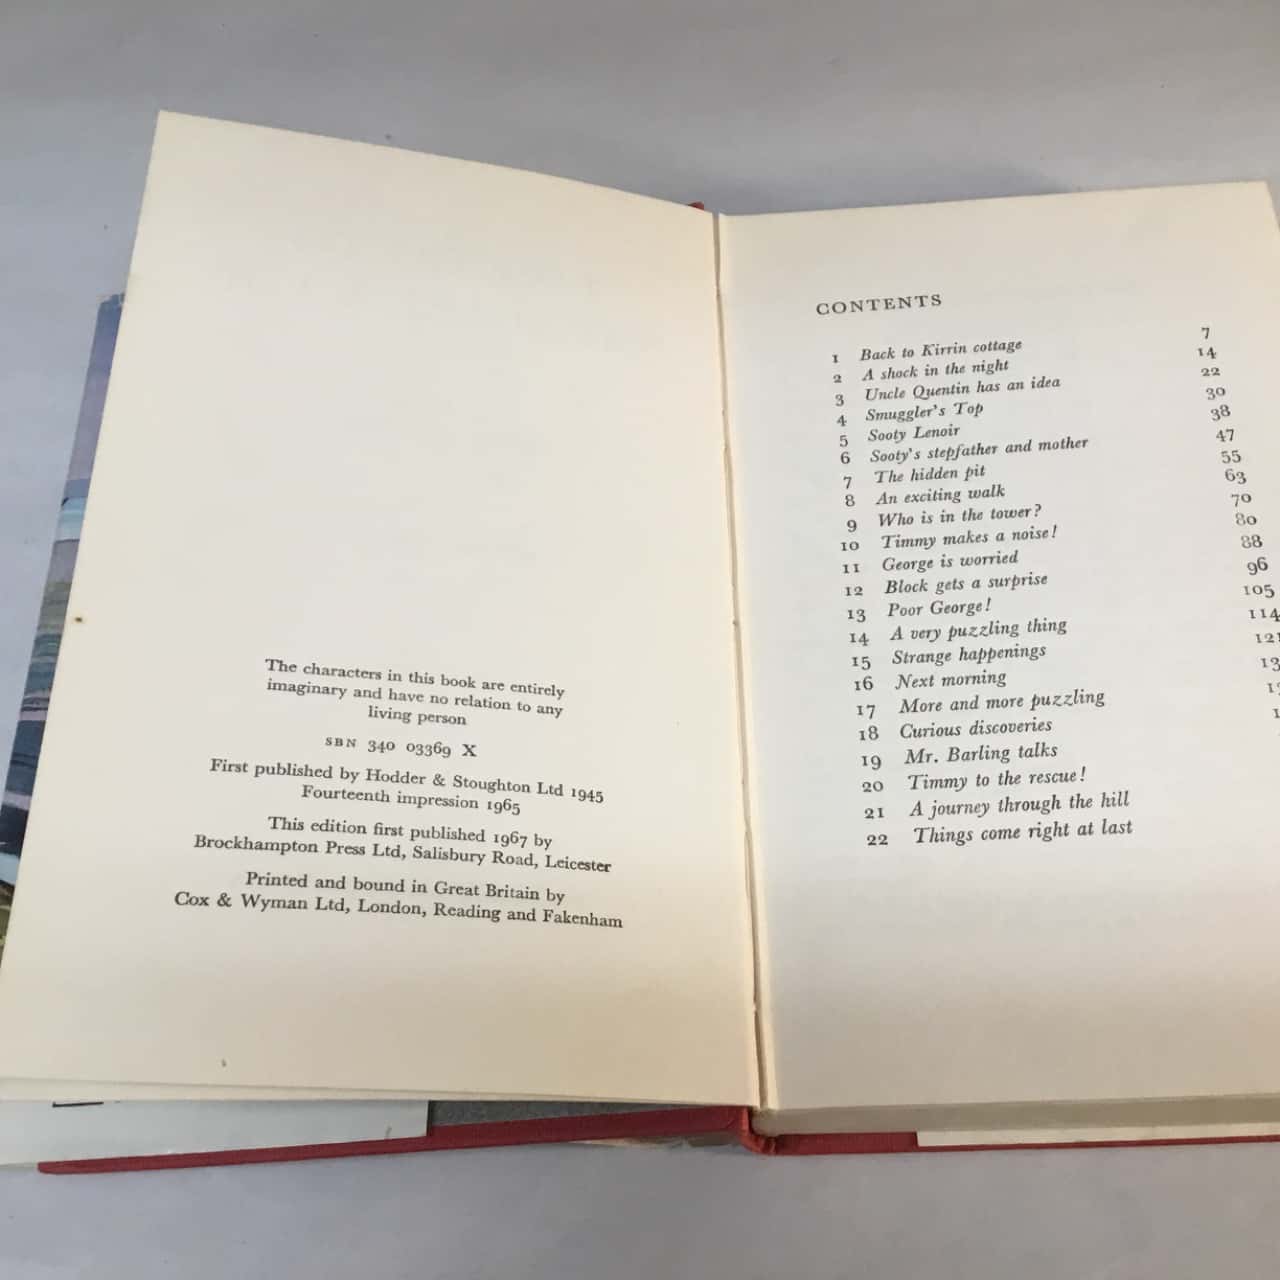 The characters in this book are entirely
imaginary and have no relation to any
living person
SBN 340 03369 X
First published by Hodder & Stoughton Ltd 1945
Fourteenth impression 1965
This edition first published 1967 by
Brockhampton Press Ltd, Salisbury Road, Leicester
Printed and bound in Great Britain by
Cox & Wyman Ltd, London, Reading and Fakenham
CONTENTS
1 Back to Kirrin cottage 7
2 A shock in the night 14
3 Uncle Quentin has an idea 22
4 Smuggler's Top 30
5 Sooty Lenoir 38
6 Sooty's stepfather and mother 47
7 The hidden pit 55
8 An exciting walk 63
9 Who is in the tower? 70
10 Timmy makes a noise! 80
11 George is worried 88
12 Block gets a surprise 96
13 Poor George! 105
14 A very puzzling thing 114
15 Strange happenings 121
16 Next morning 13
17 More and more puzzling
18 Curious discoveries
19 Mr. Barling talks
20 Timmy to the rescue!
21 A journey through the hill
22 Things come right at last